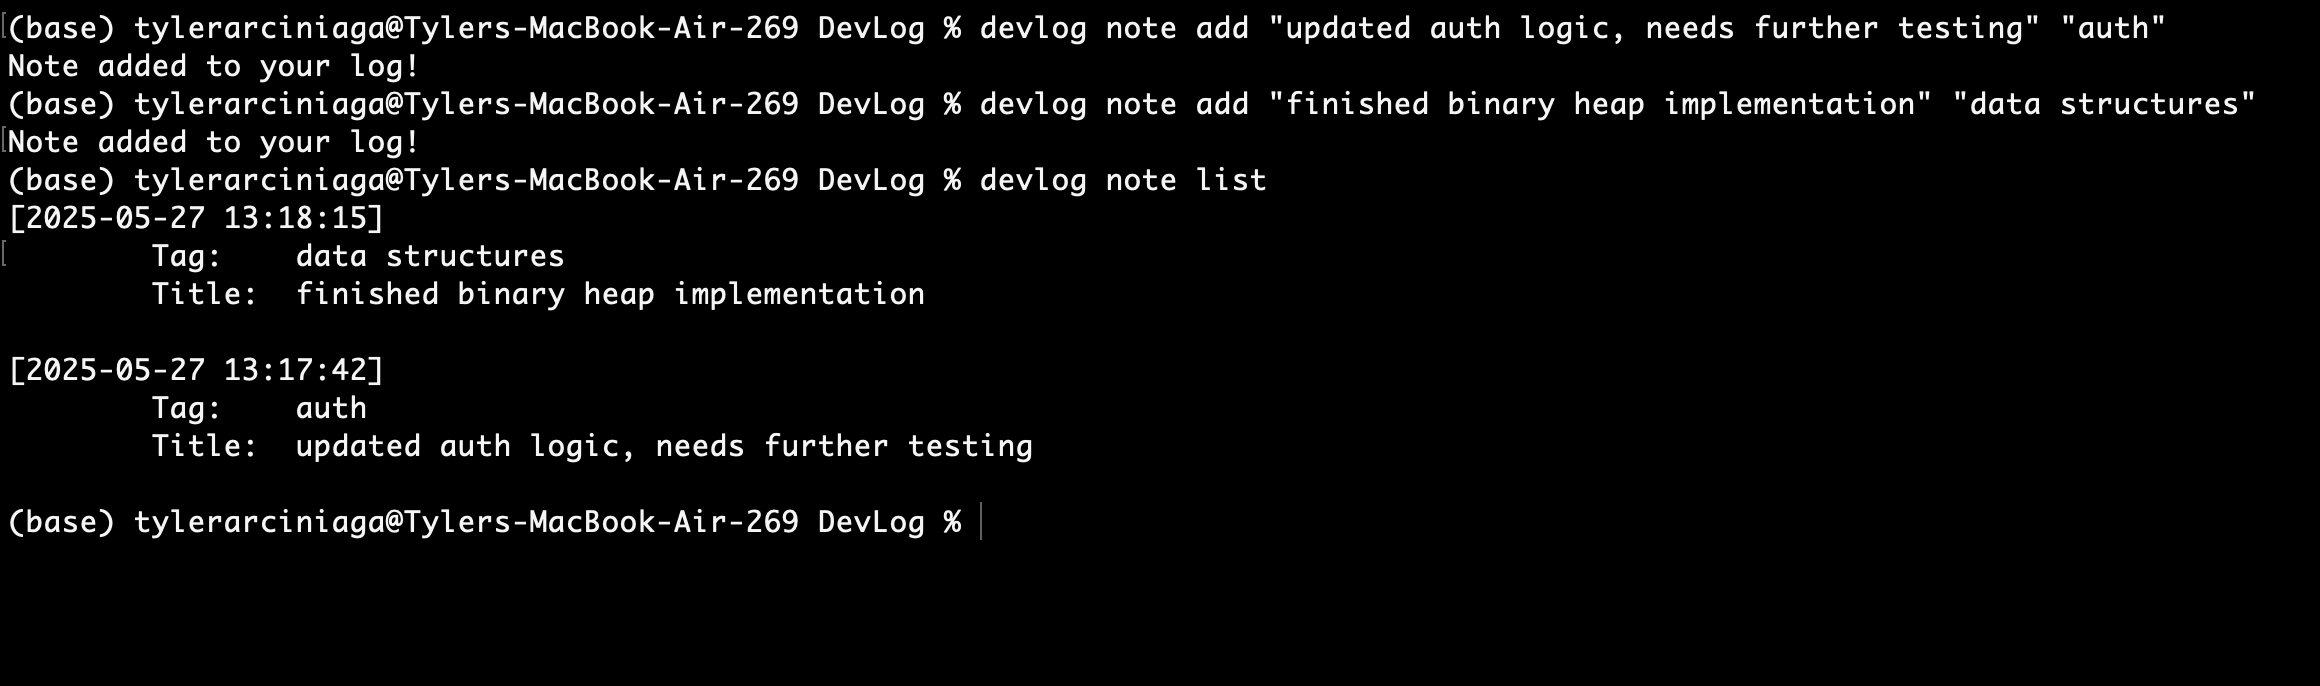 (base) tylerarciniaga@Tylers-MacBook-Air-269 DevLog % devlog note add "updated auth logic, needs further testing" "auth"
Note added to your log!
(base) tylerarciniaga@Tylers-MacBook-Air-269 DevLog % devlog note add "finished binary heap implementation" "data structures"
Note added to your log!
(base) tylerarciniaga@Tylers-MacBook-Air-269 DevLog % devlog note list
[2025-05-27 13:18:15]
        Tag:    data structures
        Title:  finished binary heap implementation
[2025-05-27 13:17:42]
        Tag:    auth
        Title:  updated auth logic, needs further testing
(base) tylerarciniaga@Tylers-MacBook-Air-269 DevLog %